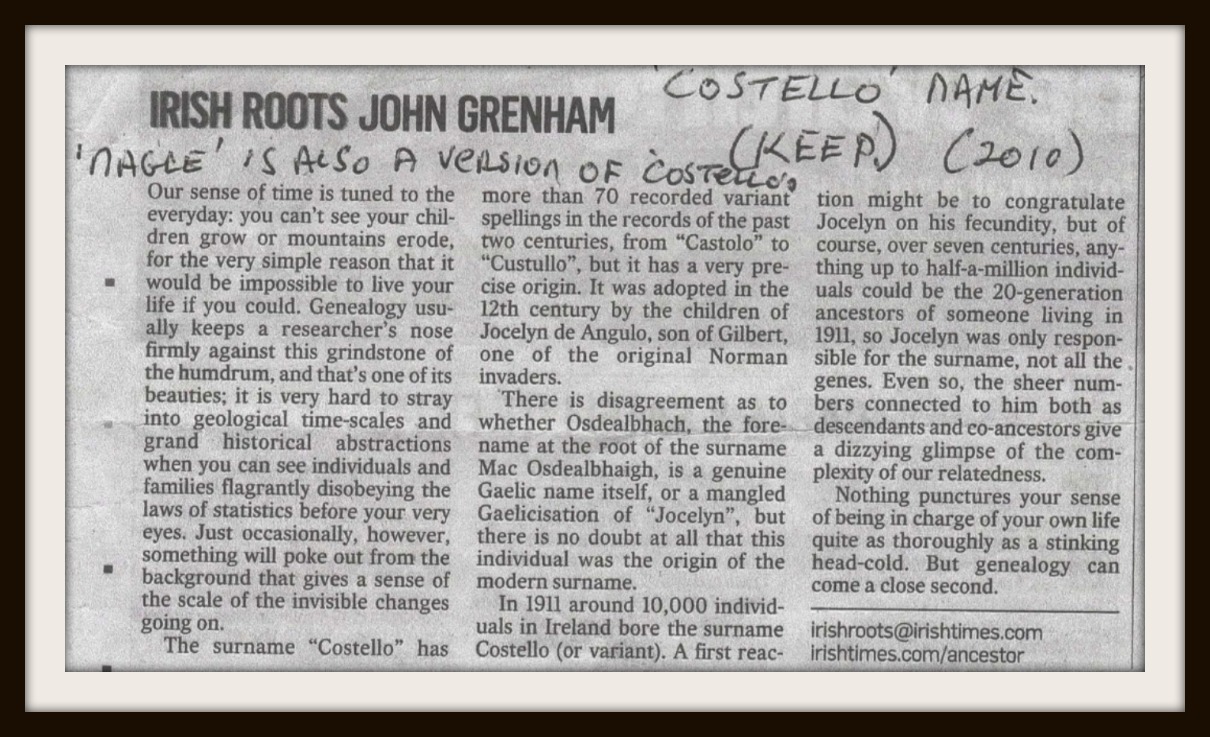 'COSTELLO' NAME.
IRISH ROOTS JOHN GRENHAM
(KEEP) (2010)
'NAGLE' IS ALSO A VERSION OF 'COSTELLO'S
Our sense of time is tuned to the
everyday: you can't see your chil-
dren grow or mountains erode,
for the very simple reason that it
would be impossible to live your
life if you could. Genealogy usu-
ally keeps a researcher's nose
firmly against this grindstone of
the humdrum, and that's one of its
beauties; it is very hard to stray
into geological time-scales and
grand historical abstractions
when you can see individuals and
families flagrantly disobeying the
laws of statistics before your very
eyes. Just occasionally, however,
something will poke out from the
background that gives a sense of
the scale of the invisible changes
going on.
The surname "Costello" has
more than 70 recorded variant
spellings in the records of the past
two centuries, from "Castolo" to
"Custullo", but it has a very pre-
cise origin. It was adopted in the
12th century by the children of
Jocelyn de Angulo, son of Gilbert,
one of the original Norman
invaders.
There is disagreement as to
whether Osdealbhach, the fore-
name at the root of the surname
Mac Osdealbhaigh, is a genuine
Gaelic name itself, or a mangled
Gaelicisation of "Jocelyn", but
there is no doubt at all that this
individual was the origin of the
modern surname.
In 1911 around 10,000 individ-
uals in Ireland bore the surname
Costello (or variant). A first reac-
tion might be to congratulate
Jocelyn on his fecundity, but of
course, over seven centuries, any-
thing up to half-a-million individ-
uals could be the 20-generation
ancestors of someone living in
1911, so Jocelyn was only respon-
sible for the surname, not all the
genes. Even so, the sheer num-
bers connected to him both as
descendants and co-ancestors give
a dizzying glimpse of the com-
plexity of our relatedness.
Nothing punctures your sense
of being in charge of your own life
quite as thoroughly as a stinking
head-cold. But genealogy can
come a close second.
irishroots@irishtimes.com
irishtimes.com/ancestor